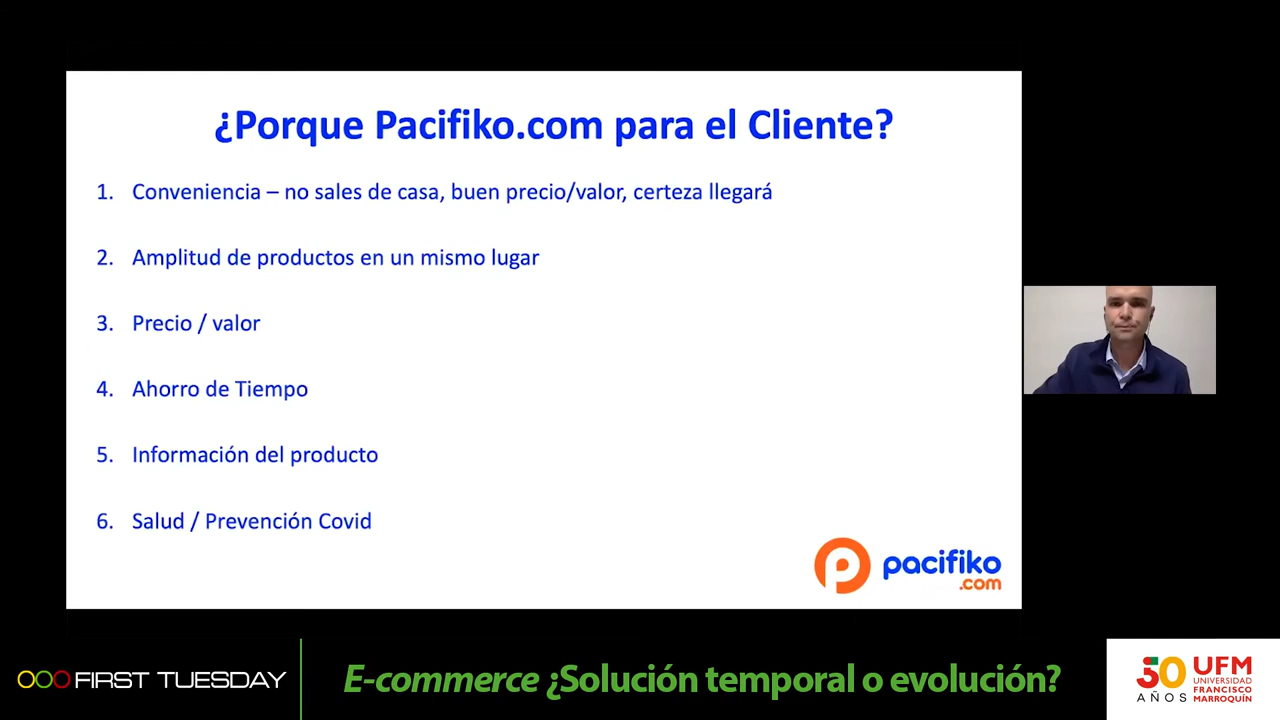 ¿Porque Pacifiko.com para el Cliente?
1. Conveniencia – no sales de casa, buen precio/valor, certeza llegará
2. Amplitud de productos en un mismo lugar
3. Precio / valor
4. Ahorro de Tiempo
5. Información del producto
6. Salud / Prevención Covid
pacifiko
.com
FIRST TUESDAY
E-commerce ¿Solución temporal o evolución?
50
AÑOS
UFM
UNIVERSIDAD
FRANCISCO
MARROQUÍN